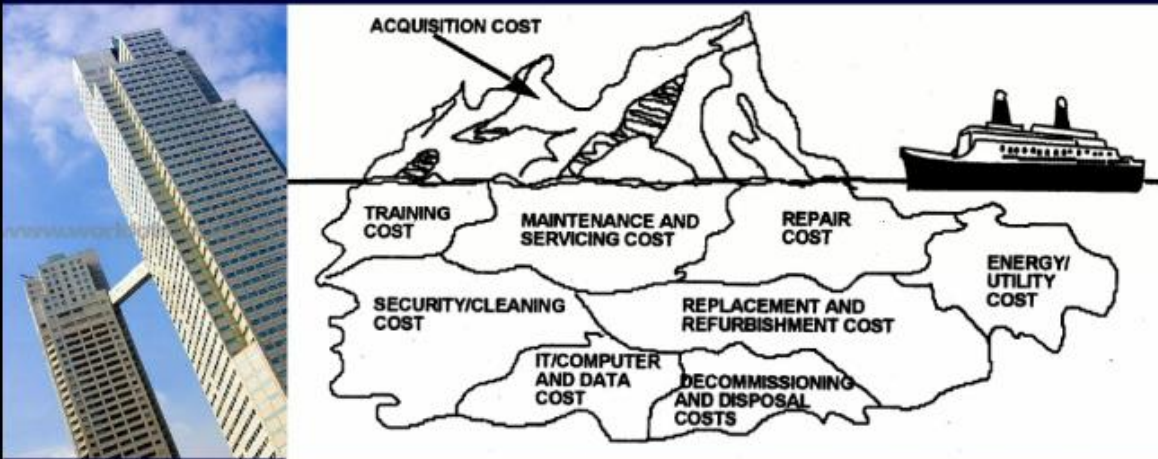 ACQUISITION COST
TRAINING
COST
MAINTENANCE AND
SERVICING COST
REPAIR
COST
ENERGY/
UTILITY
COST
SECURITY/CLEANING
COST
REPLACEMENT AND
REFURBISHMENT COST
IT/COMPUTER
AND DATA
COST
DECOMMISSIONING
AND DISPOSAL
COSTS